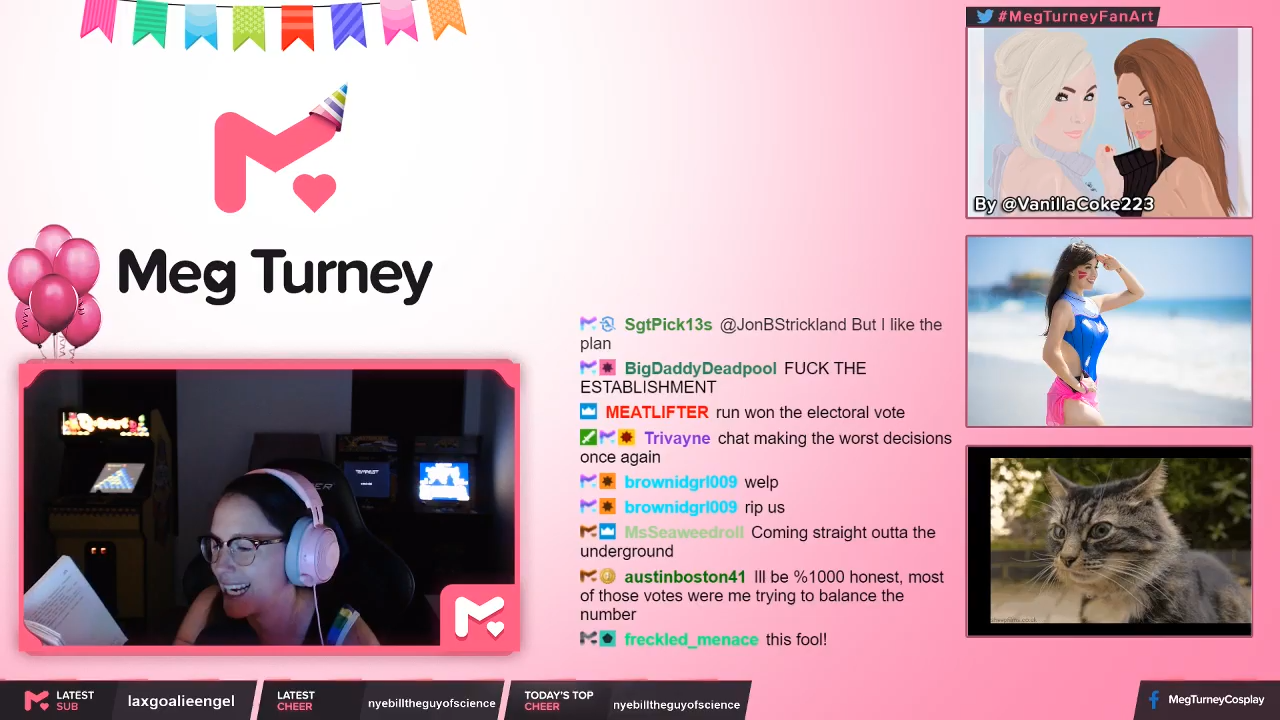 #MegTurneyFanArt
By @VanillaCoke223
Meg Turney
SgtPick13s @JonBStrickland But I like the
plan
BigDaddyDeadpool FUCK THE
ESTABLISHMENT
MEATLIFTER run won the electoral vote
Trivayne chat making the worst decisions
once again
brownidgrl009 welp
brownidgrl009 rip us
MsSeaweedroll Coming straight outta the
underground
austinboston41 Ill be %1000 honest, most
of those votes were me trying to balance the
number
freckled_menace this fool!
TEMPEST
LATEST
SUB
laxgoalieengel
LATEST
CHEER
nyebilltheguyofscience
TODAY'S TOP
CHEER
nyebilltheguyofscience
MegTurneyCosplay